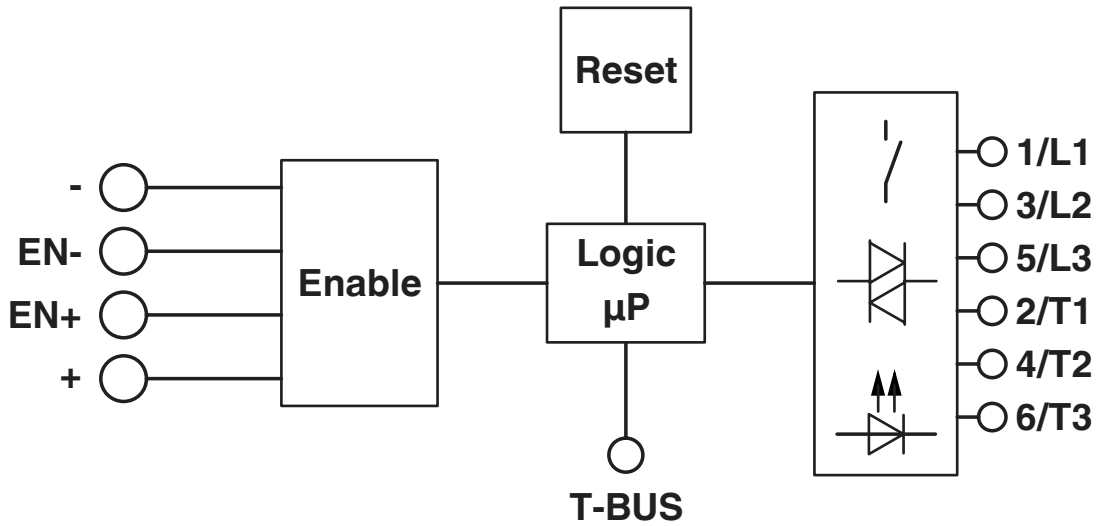 Reset
-
EN-
EN+
+
Enable
Logic
µP
T-BUS
1/L1
3/L2
5/L3
2/T1
4/T2
6/T3